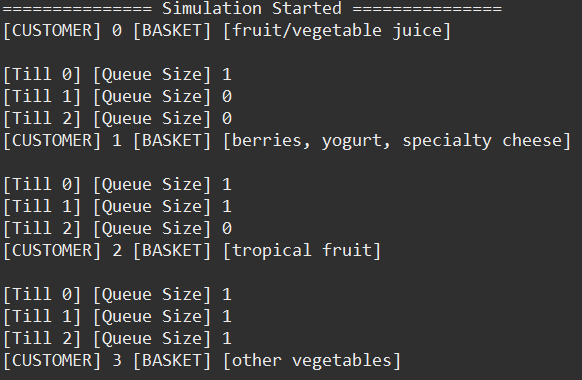 =============== Simulation Started ===============
[CUSTOMER] 0 [BASKET] [fruit/vegetable juice]
[Till 0] [Queue Size] 1
[Till 1] [Queue Size] 0
[Till 2] [Queue Size] 0
[CUSTOMER] 1 [BASKET] [berries, yogurt, specialty cheese]
[Till 0] [Queue Size] 1
[Till 1] [Queue Size] 1
[Till 2] [Queue Size] 0
[CUSTOMER] 2 [BASKET] [tropical fruit]
[Till 0] [Queue Size] 1
[Till 1] [Queue Size] 1
[Till 2] [Queue Size] 1
[CUSTOMER] 3 [BASKET] [other vegetables]